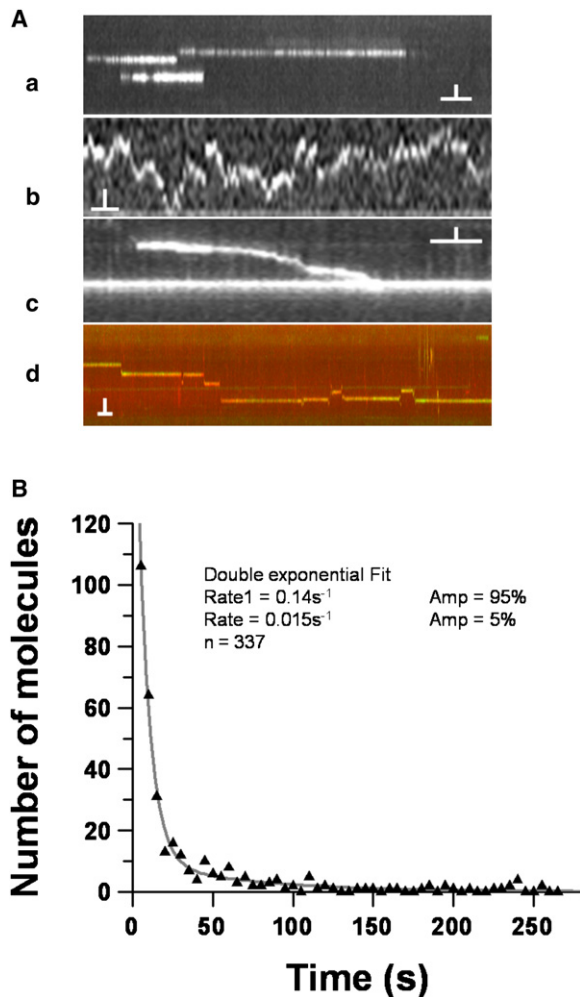 A
a
b
c
d
B
120
100
80
60
40
20
0
Number of molecules
Double exponential Fit
Rate1 = 0.14s⁻¹ Amp = 95%
Rate = 0.015s⁻¹ Amp = 5%
n = 337
0 50 100 150 200 250
Time (s)